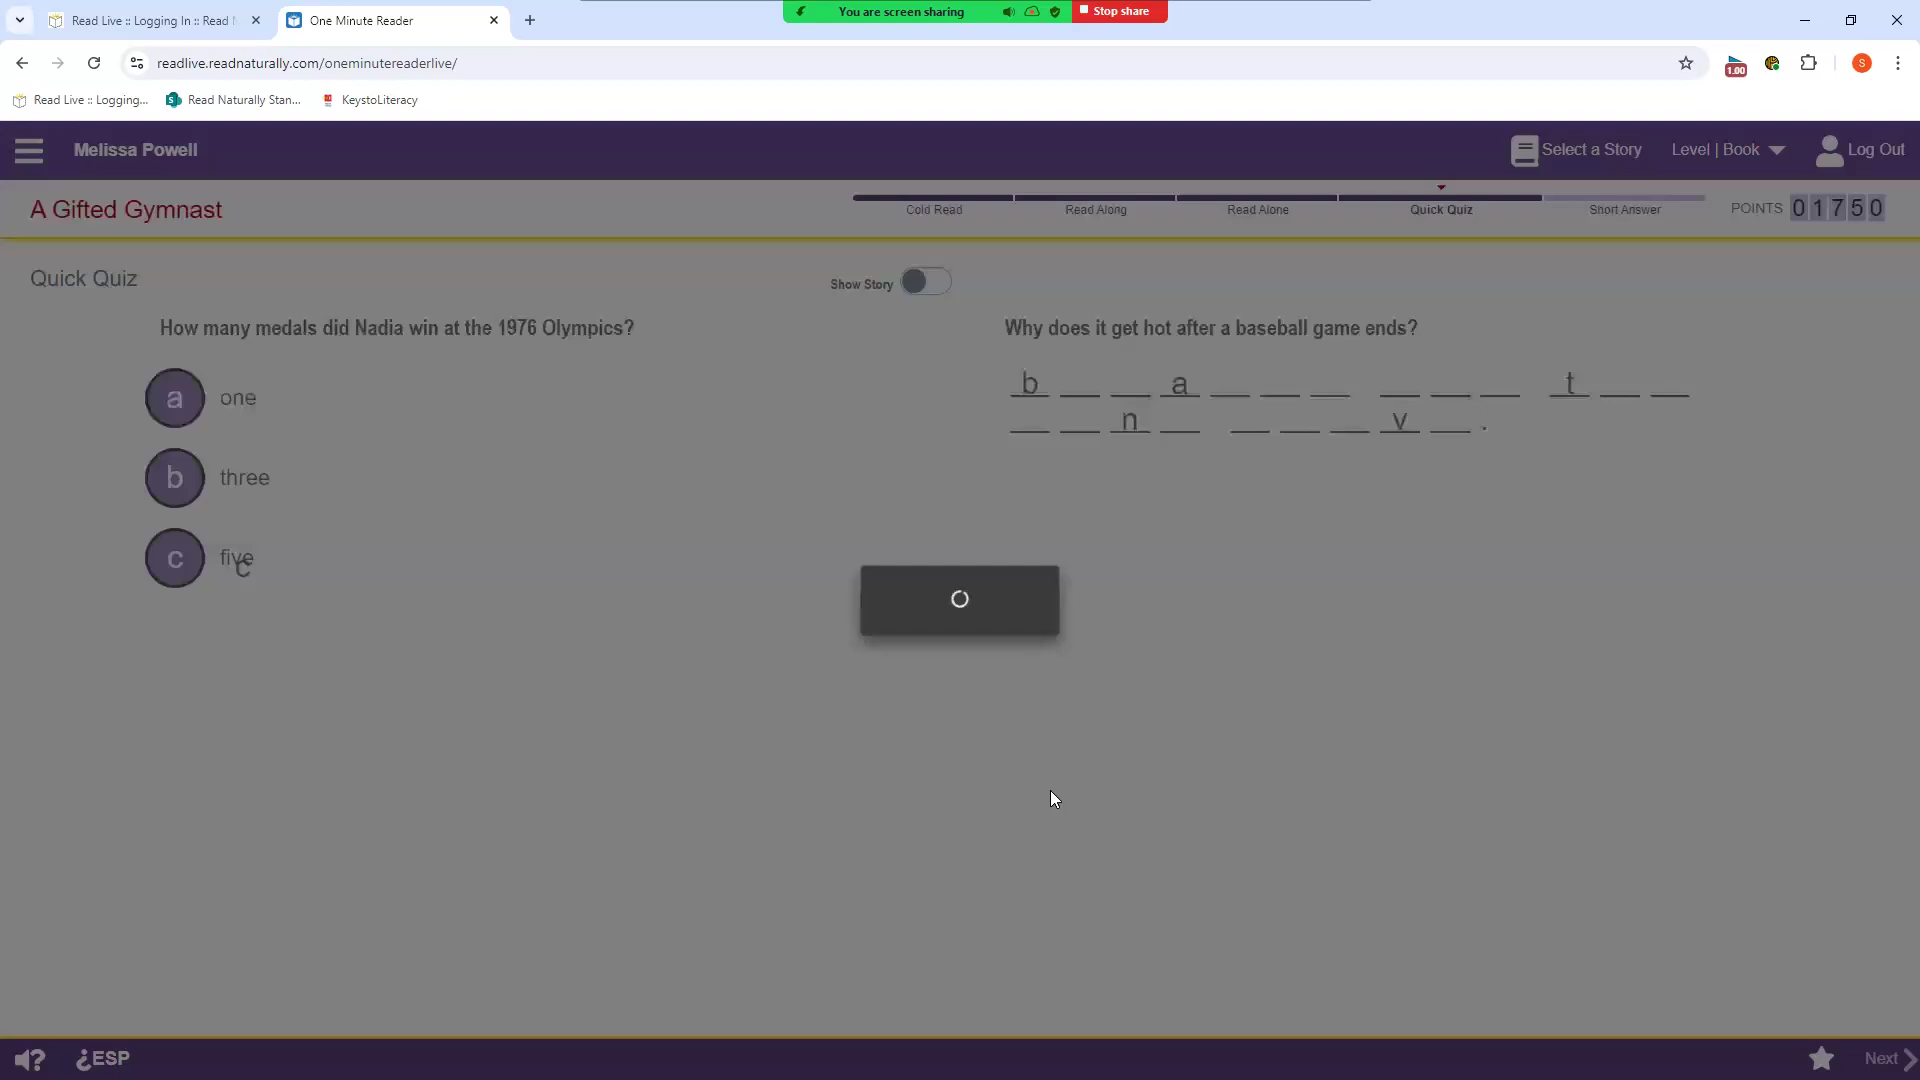 Read Live :: Logging In :: Read
One Minute Reader
You are screen sharing
Stop share
readlive.readnaturally.com/oneminutereaderlive/
1.00
S
Read Live :: Logging...
Read Naturally Stan...
KeystoLiteracy
Melissa Powell
Select a Story
Level | Book
Log Out
A Gifted Gymnast
Cold Read
Read Along
Read Alone
Quick Quiz
Short Answer
POINTS 01750
Quick Quiz
Show Story
How many medals did Nadia win at the 1976 Olympics?
a one
b three
c five
c
Why does it get hot after a baseball game ends?
b _ _ a _ _ _ _ _ _ t _ _
_ _ n _ _ _ _ v _ .
? ¿ESP
Next